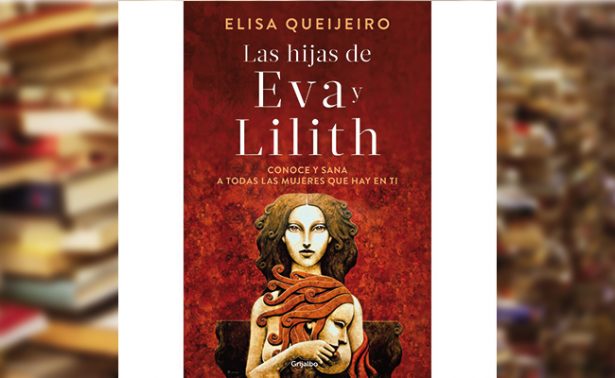 ELISA QUEIJEIRO
Las hijas de
Eva y
Lilith
CONOCE Y SANA
A TODAS LAS MUJERES QUE HAY EN TI
Grijalbo